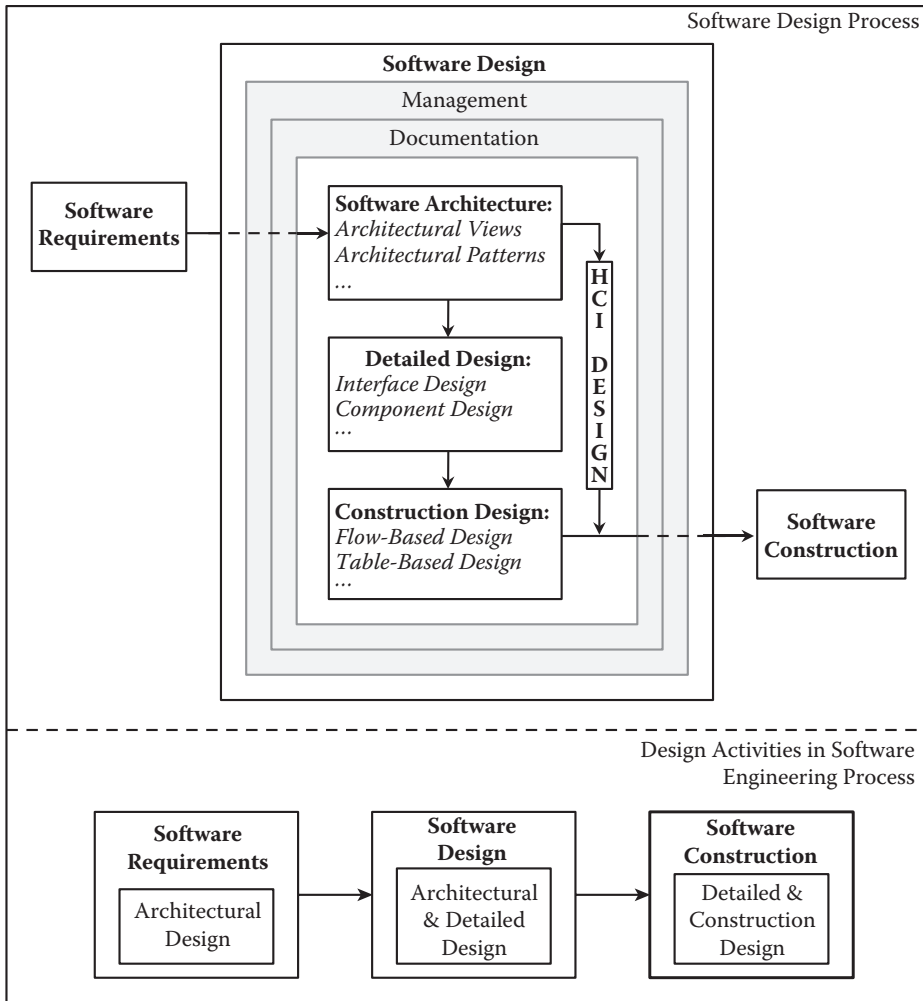 Software Design Process
Software Design
Management
Documentation
Software
Requirements
Software Architecture:
Architectural Views
Architectural Patterns
...
HCI DESIGN
Detailed Design:
Interface Design
Component Design
...
Construction Design:
Flow-Based Design
Table-Based Design
...
Software
Construction
Design Activities in Software
Engineering Process
Software
Requirements
Architectural
Design
Software
Design
Architectural
& Detailed
Design
Software
Construction
Detailed &
Construction
Design